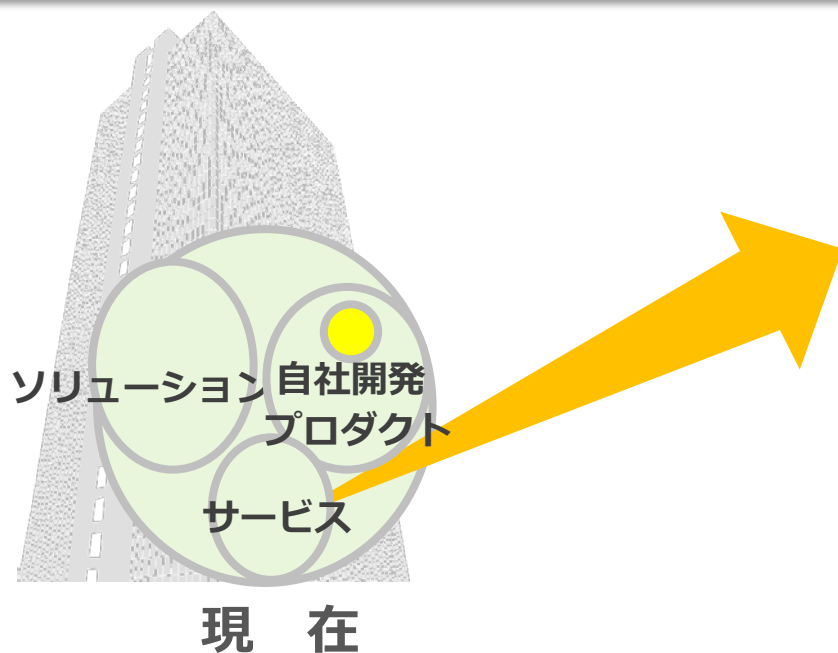 ソリューション
自社開発
プロダクト
サービス
現　在